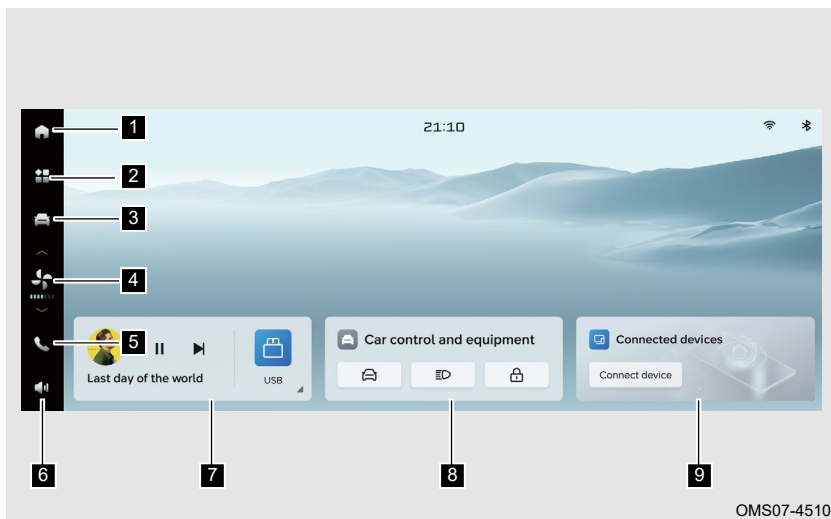 1
21:10
2
3
4
5
Car control and equipment
Connected devices
Last day of the world
USB
Connect device
6
7
8
9
OMS07-4510